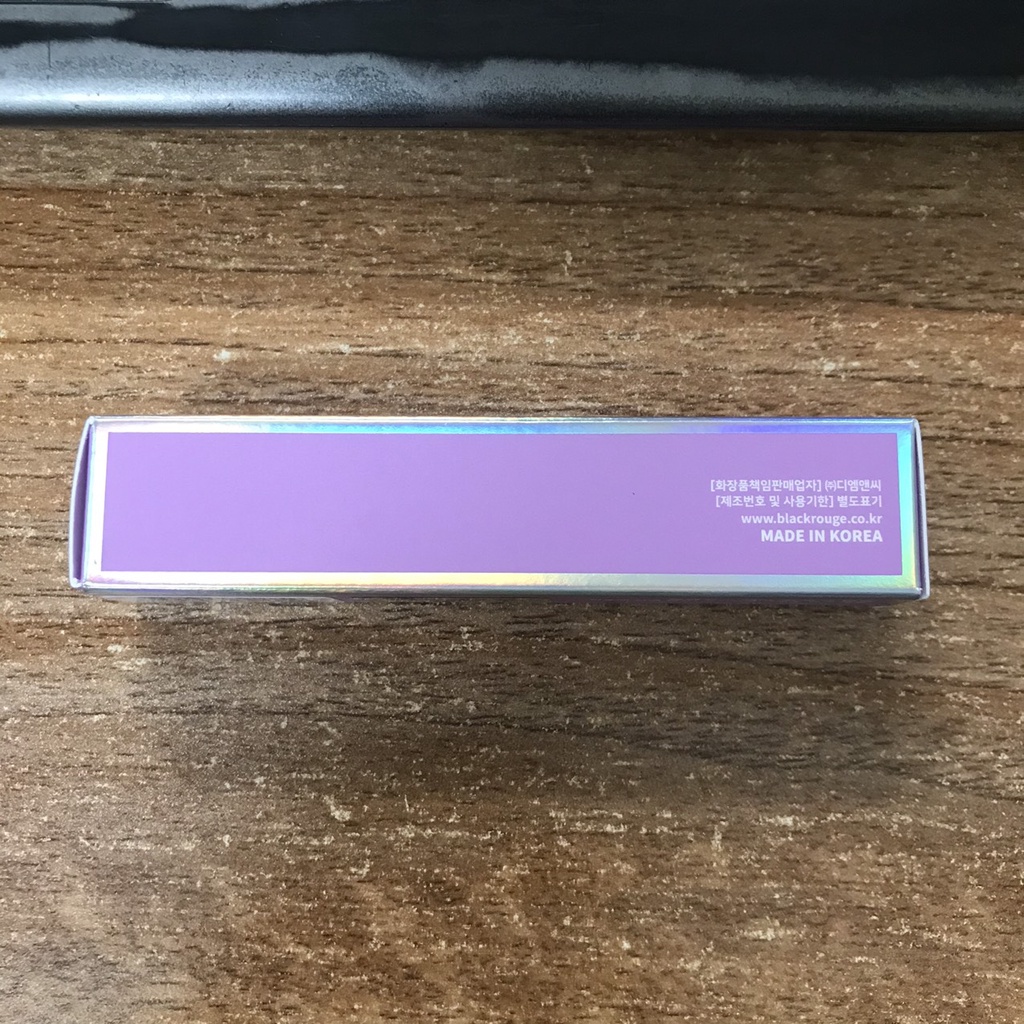 [화장품책임판매업자] ㈜디엠앤씨
[제조번호 및 사용기한] 별도표기
www.blackrouge.co.kr
MADE IN KOREA